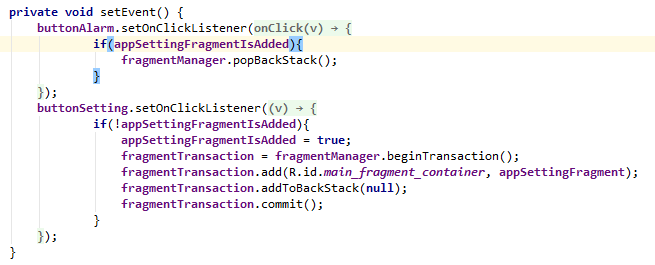 private void setEvent() {
buttonAlarm.setOnClickListener(onClick(v) → {
if(appSettingFragmentIsAdded){
fragmentManager.popBackStack();
}
});
buttonSetting.setOnClickListener((v) → {
if(!appSettingFragmentIsAdded){
appSettingFragmentIsAdded = true;
fragmentTransaction = fragmentManager.beginTransaction();
fragmentTransaction.add(R.id.main_fragment_container, appSettingFragment);
fragmentTransaction.addToBackStack(null);
fragmentTransaction.commit();
}
});
}